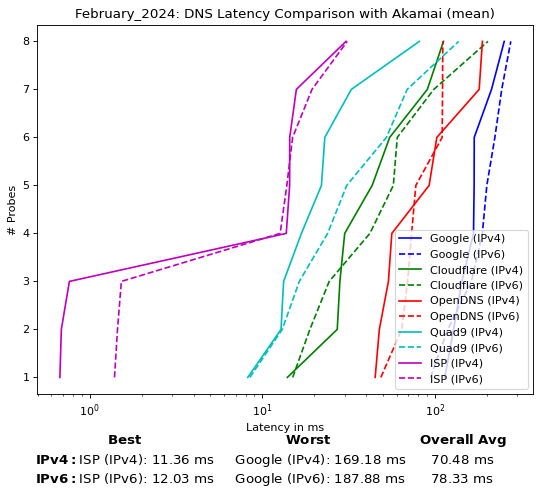 February_2024: DNS Latency Comparison with Akamai (mean)
8
7
6
5
4
3
2
1
# Probes
Google (IPv4)
Google (IPv6)
Cloudflare (IPv4)
Cloudflare (IPv6)
OpenDNS (IPv4)
OpenDNS (IPv6)
Quad9 (IPv4)
Quad9 (IPv6)
ISP (IPv4)
ISP (IPv6)
10⁰ 10¹ 10²
Latency in ms
Best Worst Overall Avg
IPv4: ISP (IPv4): 11.36 ms Google (IPv4): 169.18 ms 70.48 ms
IPv6: ISP (IPv6): 12.03 ms Google (IPv6): 187.88 ms 78.33 ms